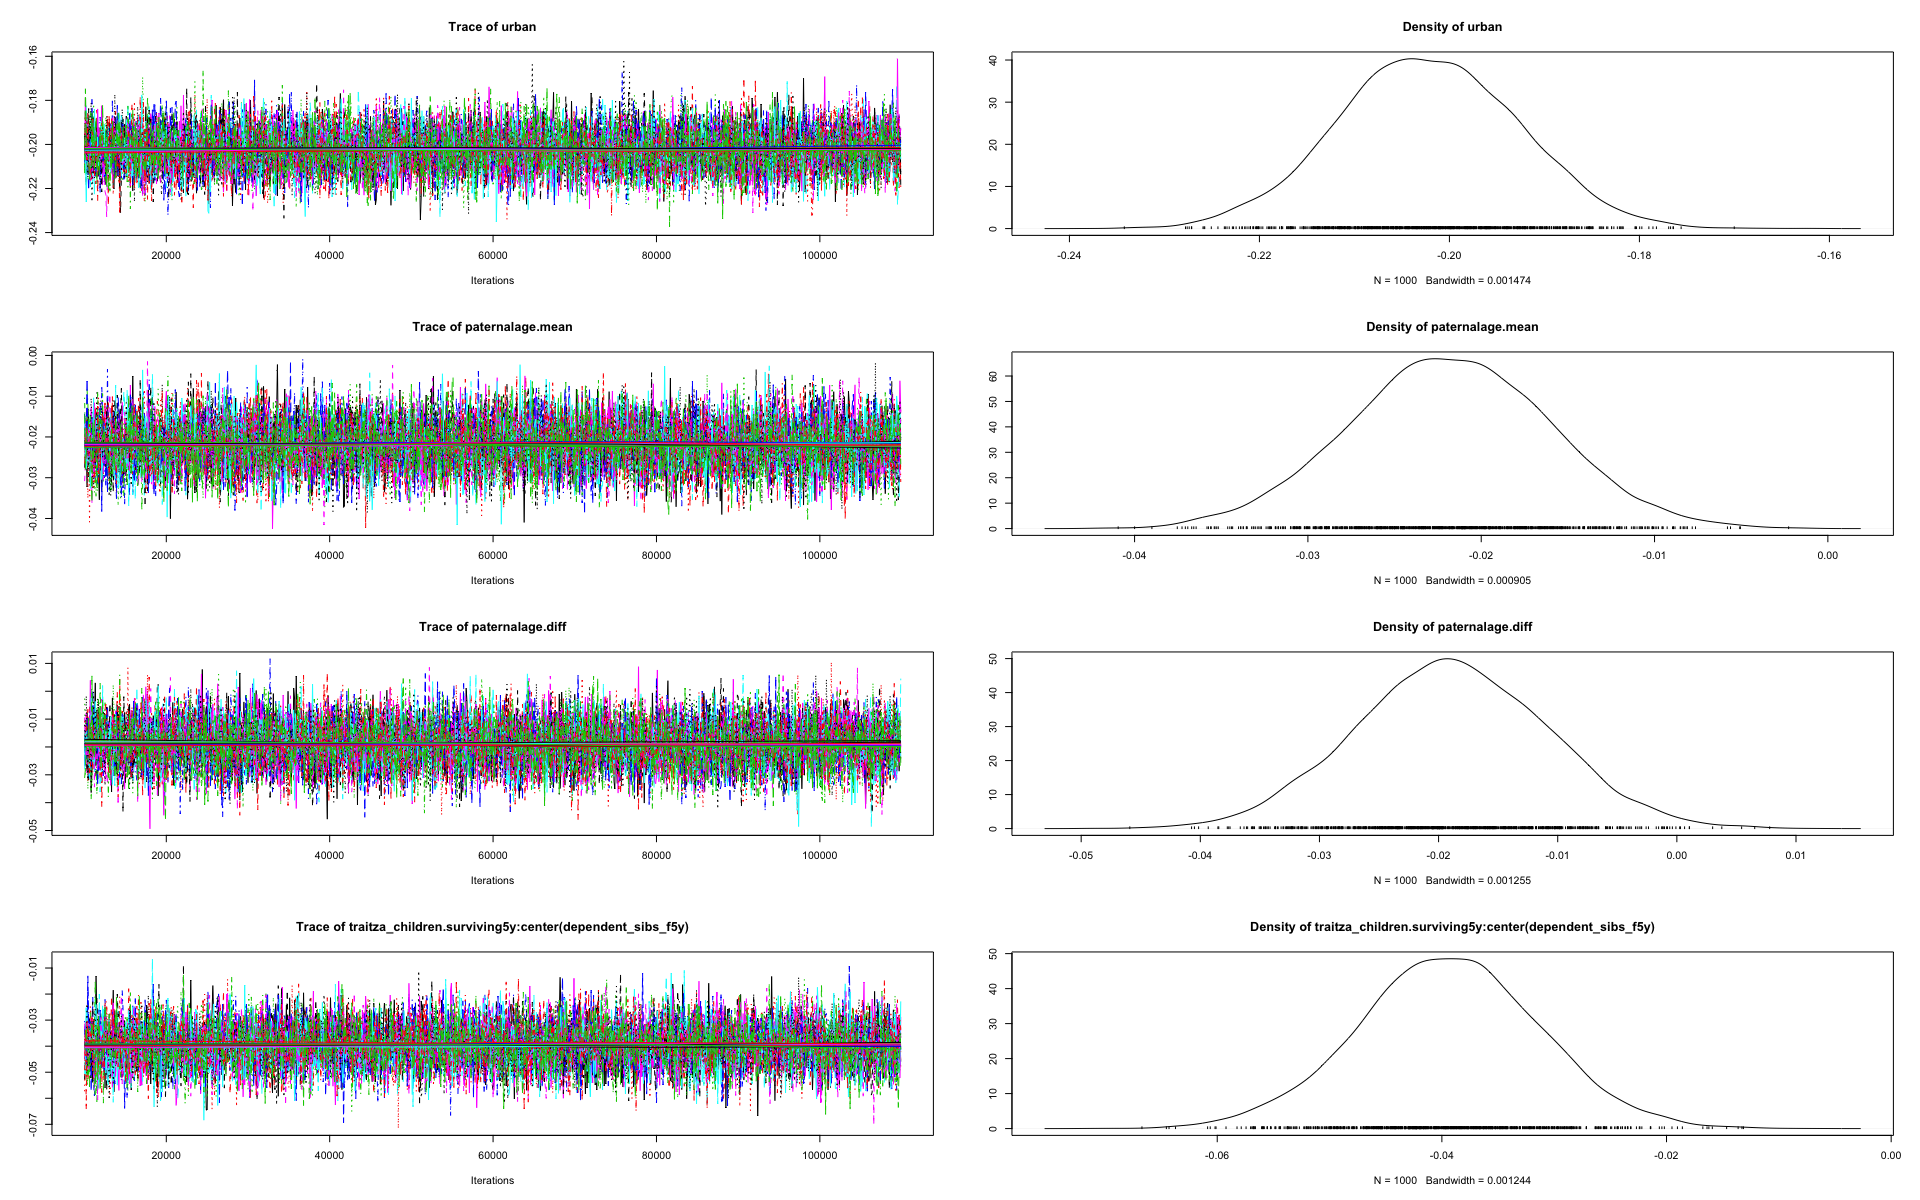 Trace of urban
-0.24 -0.22 -0.20 -0.18 -0.16
20000 40000 60000 80000 100000
Iterations
Density of urban
0 10 20 30 40
-0.24 -0.22 -0.20 -0.18 -0.16
N = 1000 Bandwidth = 0.001474
Trace of paternalage.mean
-0.04 -0.03 -0.02 -0.01 0.00
20000 40000 60000 80000 100000
Iterations
Density of paternalage.mean
0 10 20 30 40 50 60
-0.04 -0.03 -0.02 -0.01 0.00
N = 1000 Bandwidth = 0.000905
Trace of paternalage.diff
-0.05 -0.03 -0.01 0.01
20000 40000 60000 80000 100000
Iterations
Density of paternalage.diff
0 10 20 30 40 50
-0.05 -0.04 -0.03 -0.02 -0.01 0.00 0.01
N = 1000 Bandwidth = 0.001255
Trace of traitza_children.surviving5y:center(dependent_sibs_f5y)
-0.07 -0.05 -0.03 -0.01
20000 40000 60000 80000 100000
Iterations
Density of traitza_children.surviving5y:center(dependent_sibs_f5y)
0 10 20 30 40 50
-0.06 -0.04 -0.02 0.00
N = 1000 Bandwidth = 0.001244